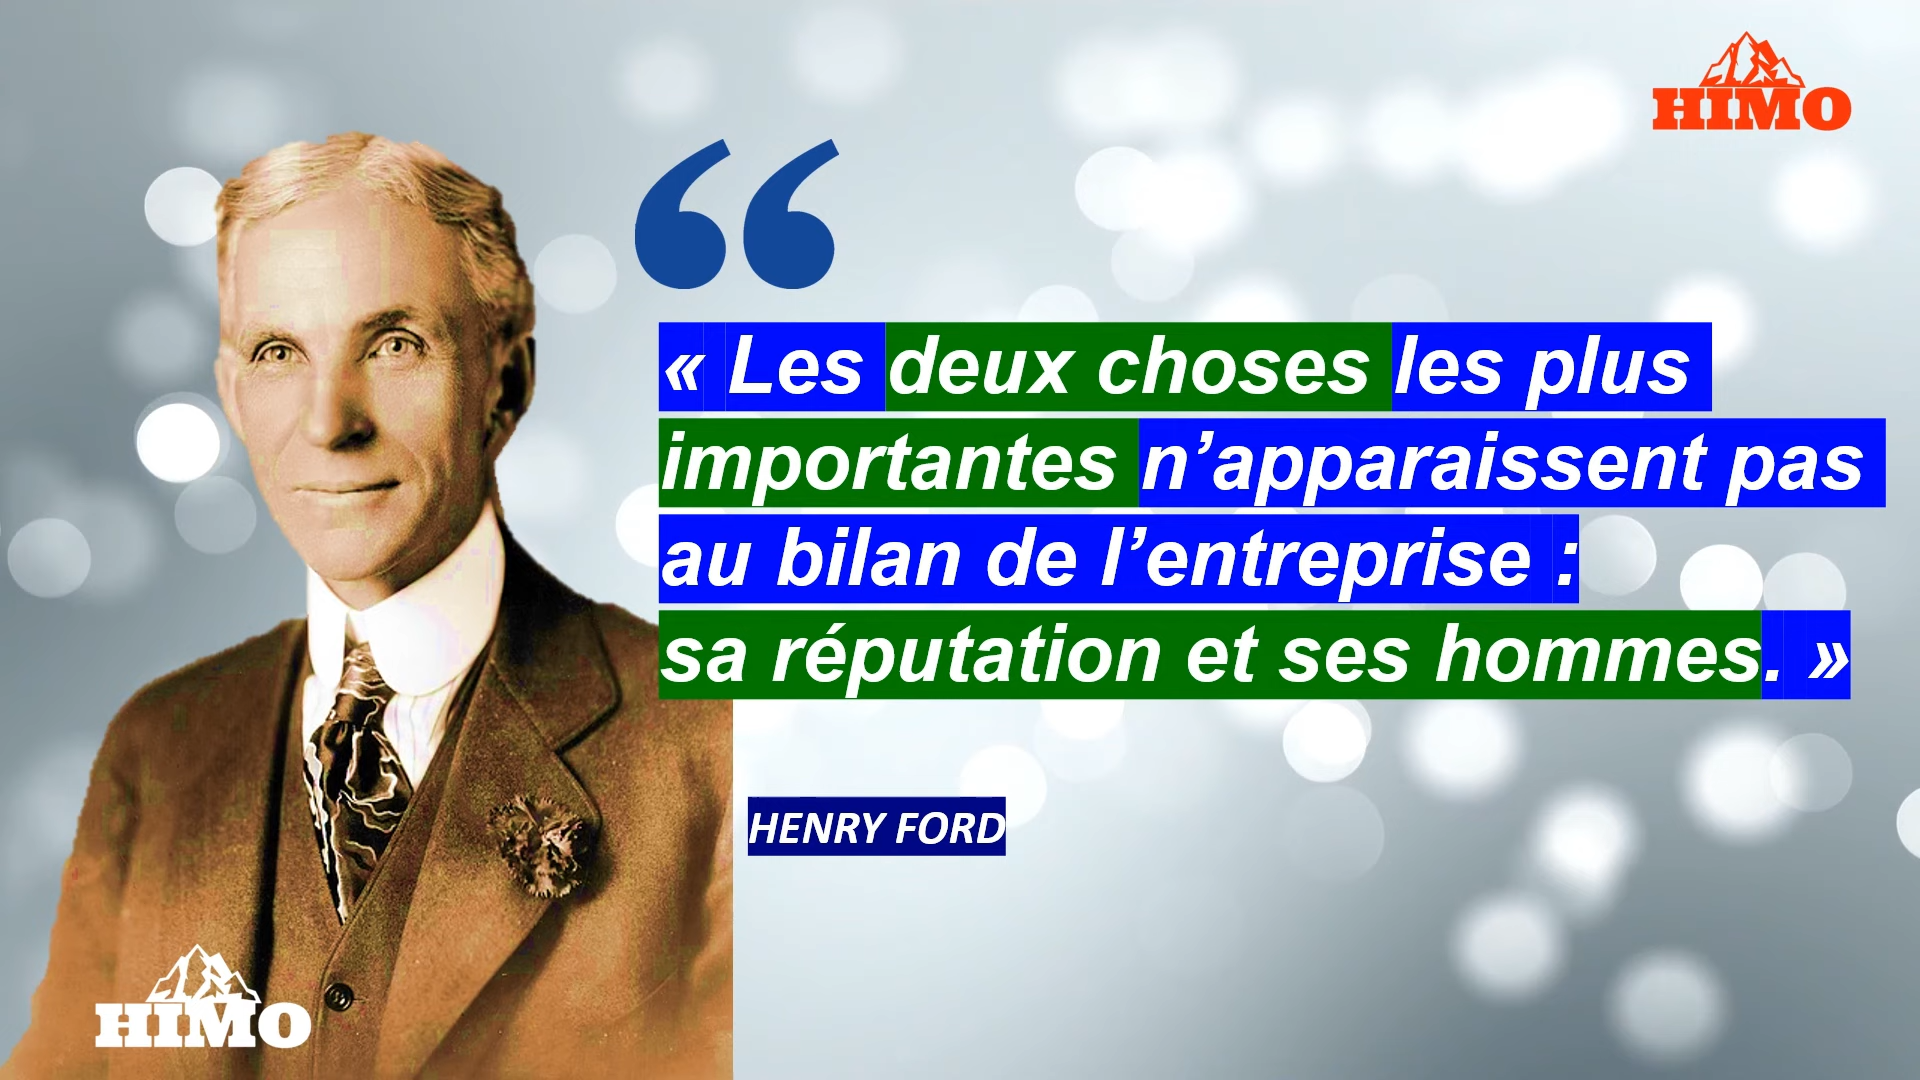 HIMO
« Les deux choses les plus
importantes n’apparaissent pas
au bilan de l’entreprise :
sa réputation et ses hommes. »
HENRY FORD
HIMO